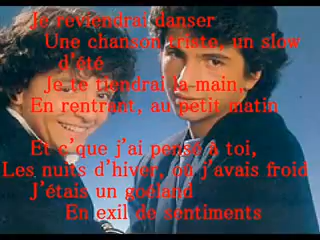 Je reviendrai danser
Une chanson triste, un slow
d'été
Je te tiendrai la main,
En rentrant, au petit matin
Et c'que j'ai pensé à toi,
Les nuits d'hiver, où j'avais froid
J'étais un goéland
En exil de sentiments